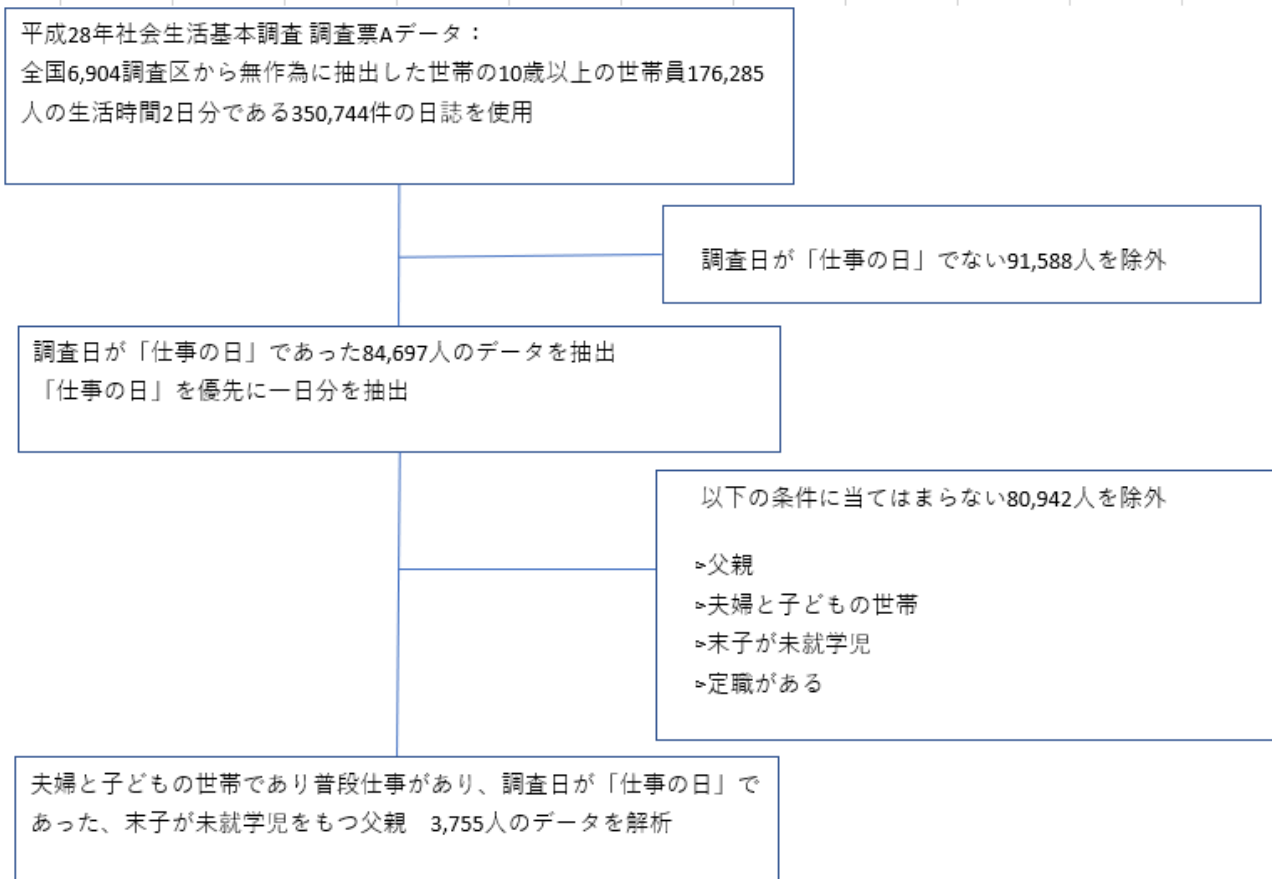 平成28年社会生活基本調査 調査票Aデータ：
全国6,904調査区から無作為に抽出した世帯の10歳以上の世帯員176,285
人の生活時間2日分である350,744件の日誌を使用
調査日が「仕事の日」でない91,588人を除外
調査日が「仕事の日」であった84,697人のデータを抽出
「仕事の日」を優先に一日分を抽出
以下の条件に当てはまらない80,942人を除外
➢父親
➢夫婦と子どもの世帯
➢末子が未就学児
➢定職がある
夫婦と子どもの世帯であり普段仕事があり、調査日が「仕事の日」で
あった、末子が未就学児をもつ父親　3,755人のデータを解析